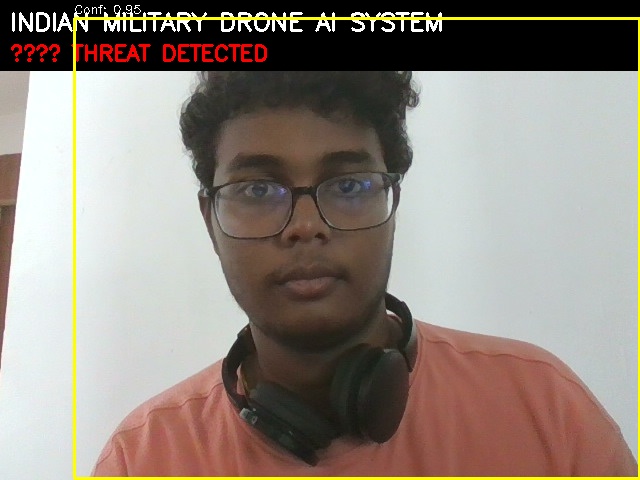 Conf: 0.95
INDIAN MILITARY DRONE AI SYSTEM
???? THREAT DETECTED